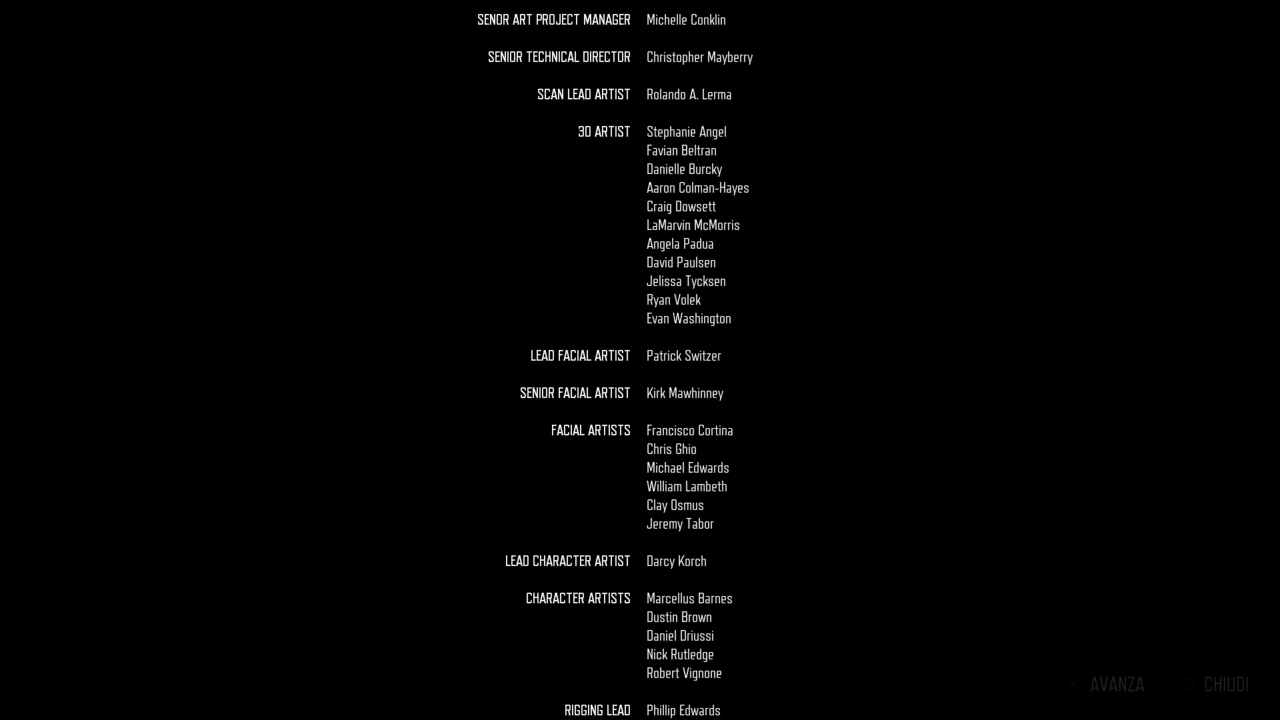 SENOR ART PROJECT MANAGER Michelle Conklin
SENIOR TECHNICAL DIRECTOR Christopher Mayberry
SCAN LEAD ARTIST Rolando A. Lerma
3D ARTIST Stephanie Angel
Favian Beltran
Danielle Burcky
Aaron Colman-Hayes
Craig Dowsett
LaMarvin McMorris
Angela Padua
David Paulsen
Jelissa Tycksen
Ryan Volek
Evan Washington
LEAD FACIAL ARTIST Patrick Switzer
SENIOR FACIAL ARTIST Kirk Mawhinney
FACIAL ARTISTS Francisco Cortina
Chris Ghio
Michael Edwards
William Lambeth
Clay Osmus
Jeremy Tabor
LEAD CHARACTER ARTIST Darcy Korch
CHARACTER ARTISTS Marcellus Barnes
Dustin Brown
Daniel Driussi
Nick Rutledge
Robert Vignone
AVANZA CHIUDI
RIGGING LEAD Phillip Edwards